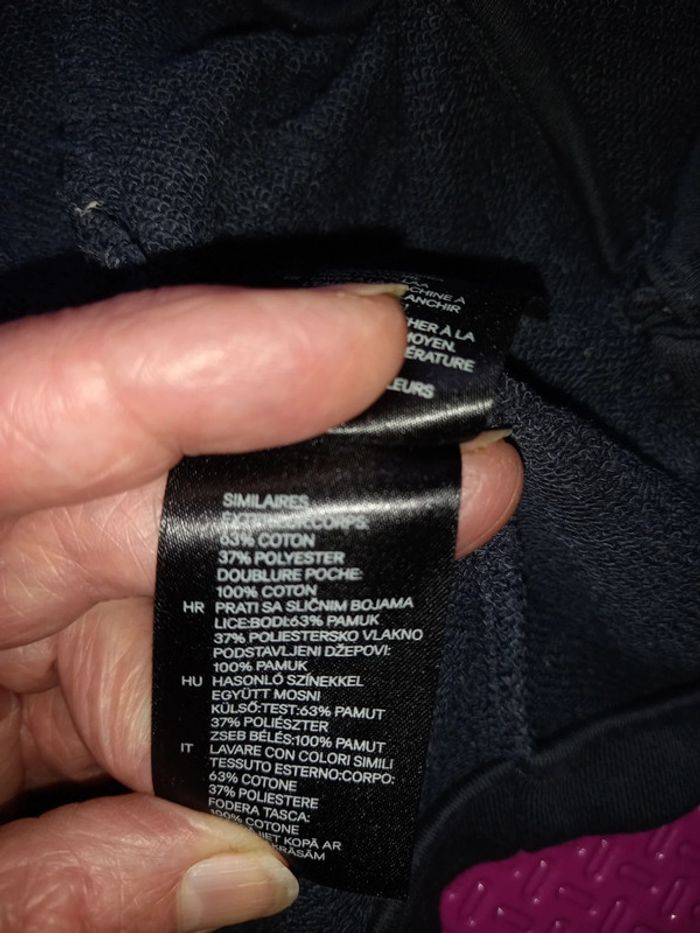 CHINE A
ANCHIR
HER À LA
MOYEN.
ÉRATURE
LEURS
SIMILAIRES
63% COTON
37% POLYESTER
DOUBLURE POCHE:
100% COTON
HR PRATI SA SLIČNIM BOJAMA
LICE:BODI:63% PAMUK
37% POLIESTERSKO VLAKNO
PODSTAVLJENI DŽEPOVI:
100% PAMUK
HU HASONLÓ SZÍNEKKEL
EGYÜTT MOSNI
KÜLSŐ:TEST:63% PAMUT
37% POLIÉSZTER
ZSEB BÉLÉS:100% PAMUT
IT LAVARE CON COLORI SIMILI
TESSUTO ESTERNO:CORPO:
63% COTONE
37% POLIESTERE
FODERA TASCA:
100% COTONE
KOPĀ AR
KRĀSĀM